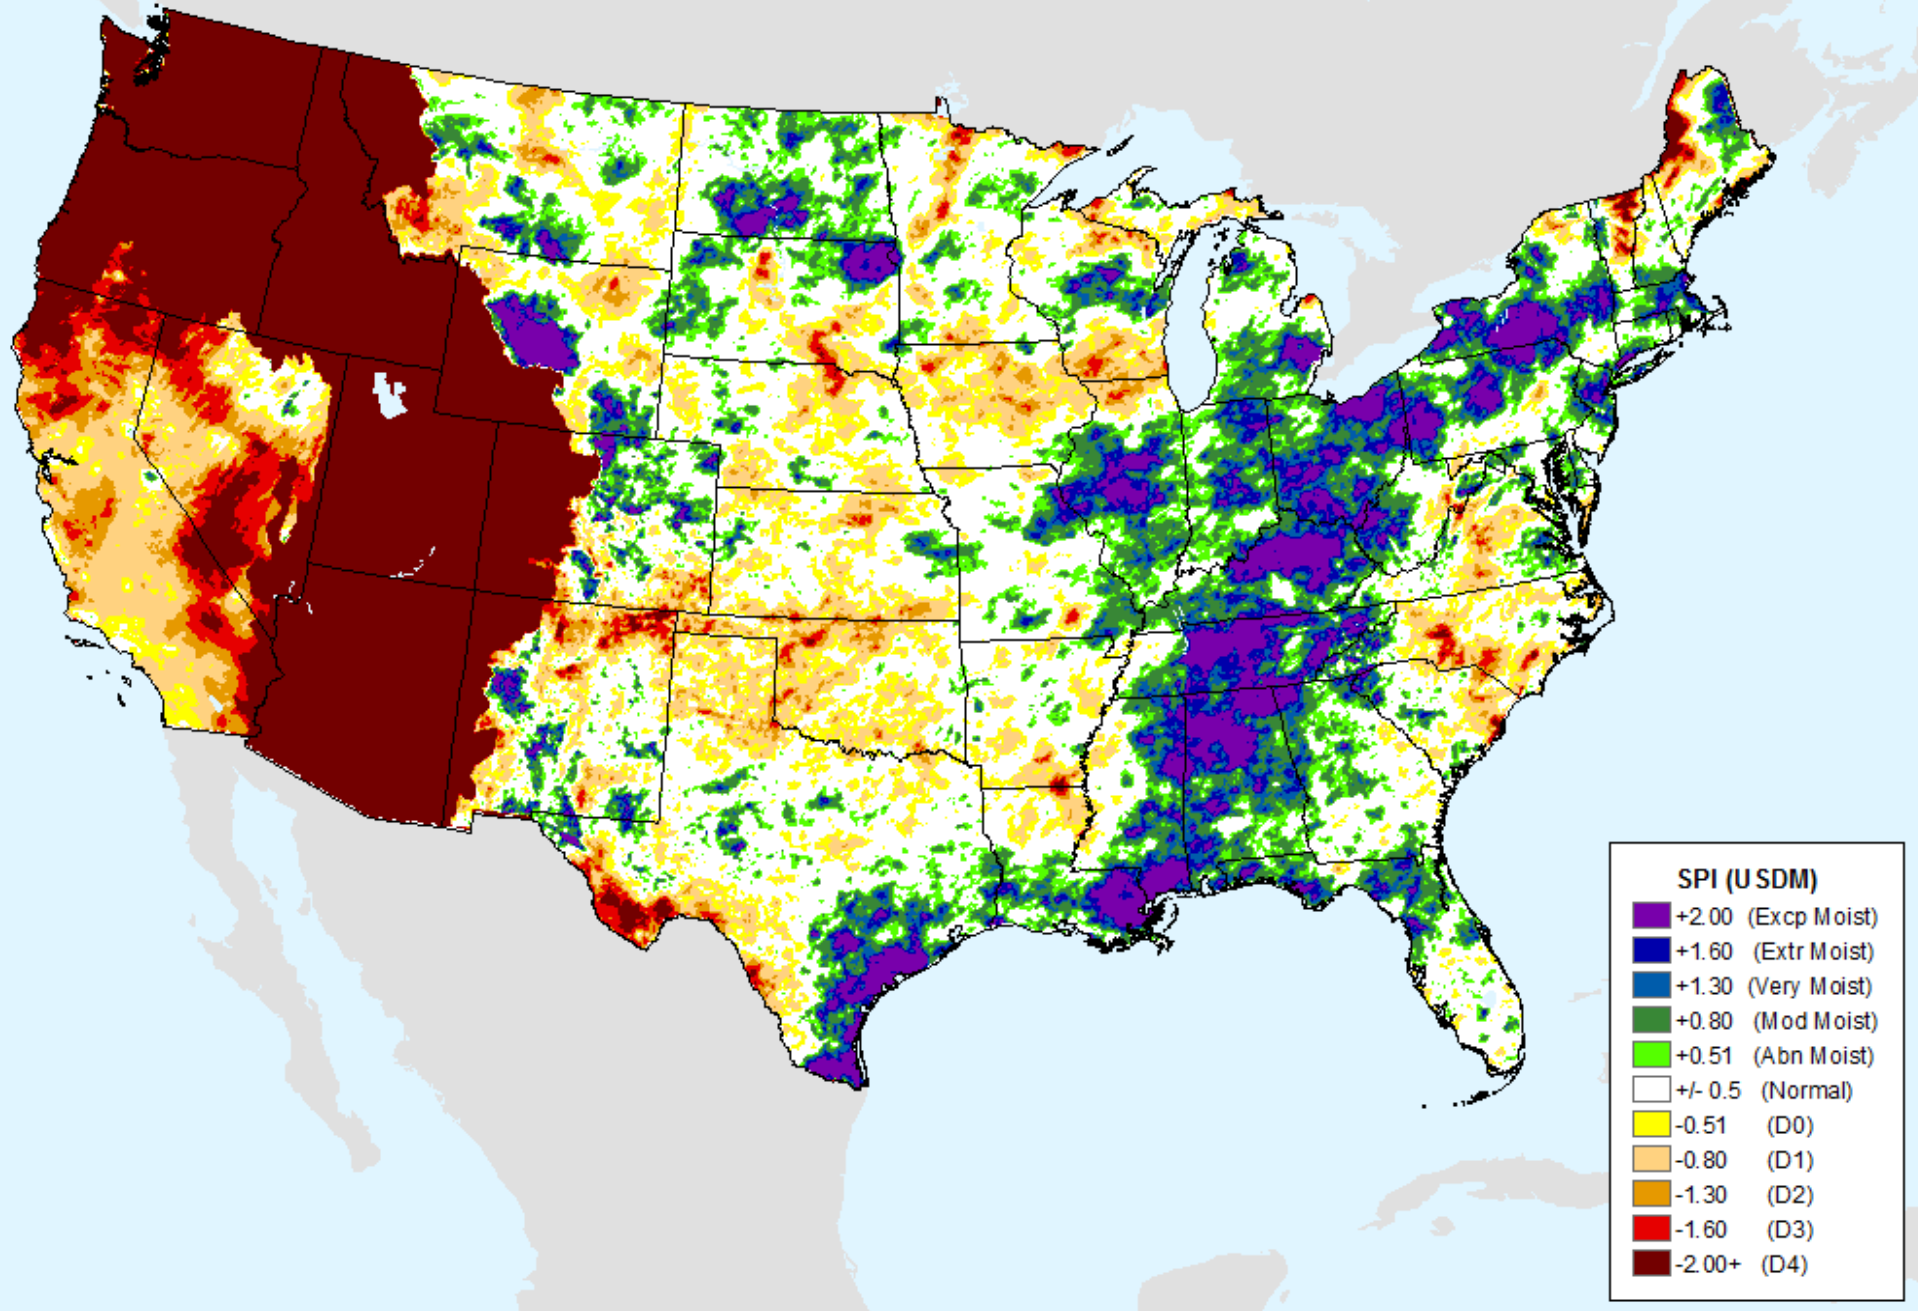 SPI (USDM)
+2.00 (Excp Moist)
+1.60 (Extr Moist)
+1.30 (Very Moist)
+0.80 (Mod Moist)
+0.51 (Abn Moist)
+/- 0.5 (Normal)
-0.51 (D0)
-0.80 (D1)
-1.30 (D2)
-1.60 (D3)
-2.00+ (D4)